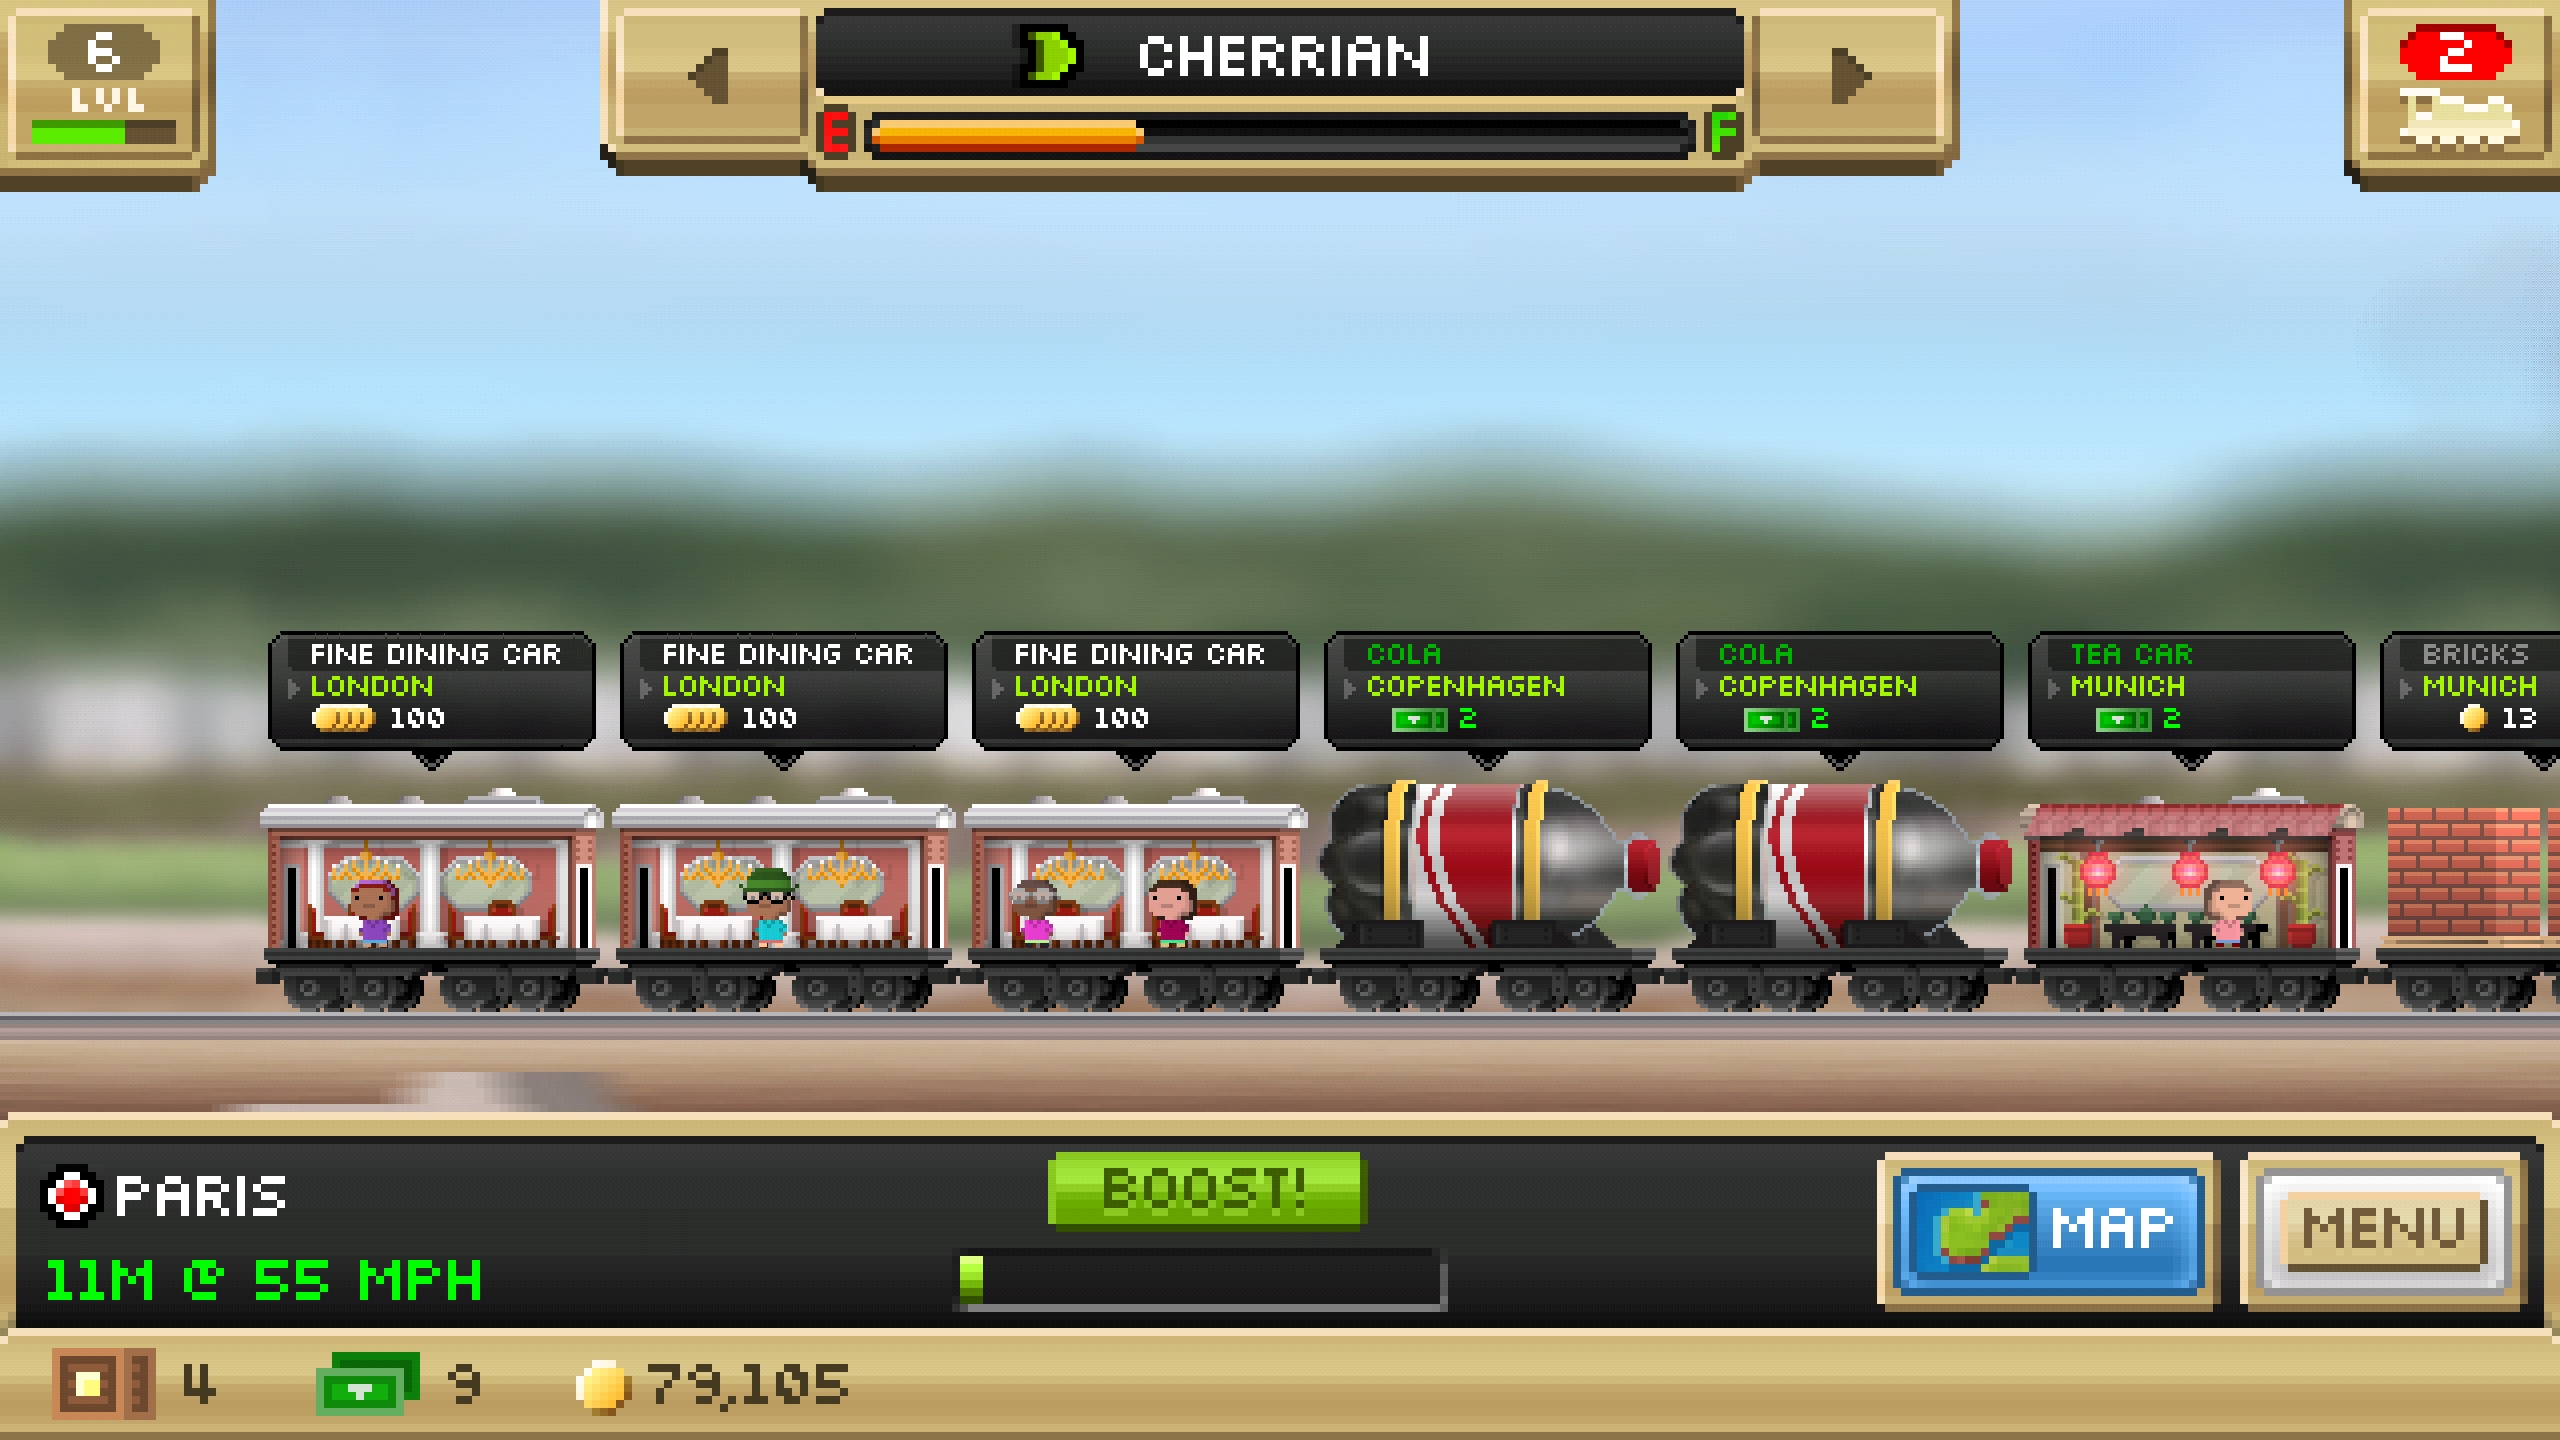 6
LVL
CHERRIAN
E F
2
FINE DINING CAR
LONDON
100
FINE DINING CAR
LONDON
100
FINE DINING CAR
LONDON
100
COLA
COPENHAGEN
2
COLA
COPENHAGEN
2
TEA CAR
MUNICH
2
BRICKS
MUNICH
13
PARIS
11M @ 55 MPH
BOOST!
MAP
MENU
4
9
79,105